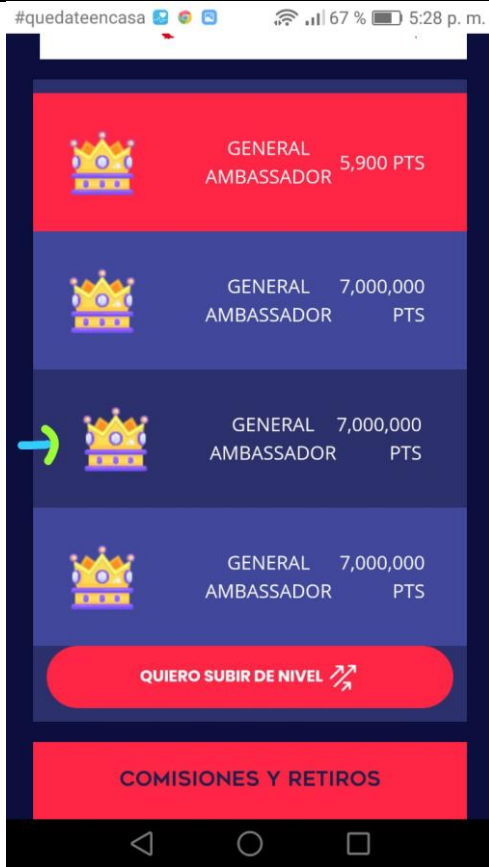 #quedateencasa 67 % 5:28 p. m.
GENERAL
AMBASSADOR 5,900 PTS
GENERAL 7,000,000
AMBASSADOR PTS
GENERAL 7,000,000
AMBASSADOR PTS
GENERAL 7,000,000
AMBASSADOR PTS
QUIERO SUBIR DE NIVEL
COMISIONES Y RETIROS